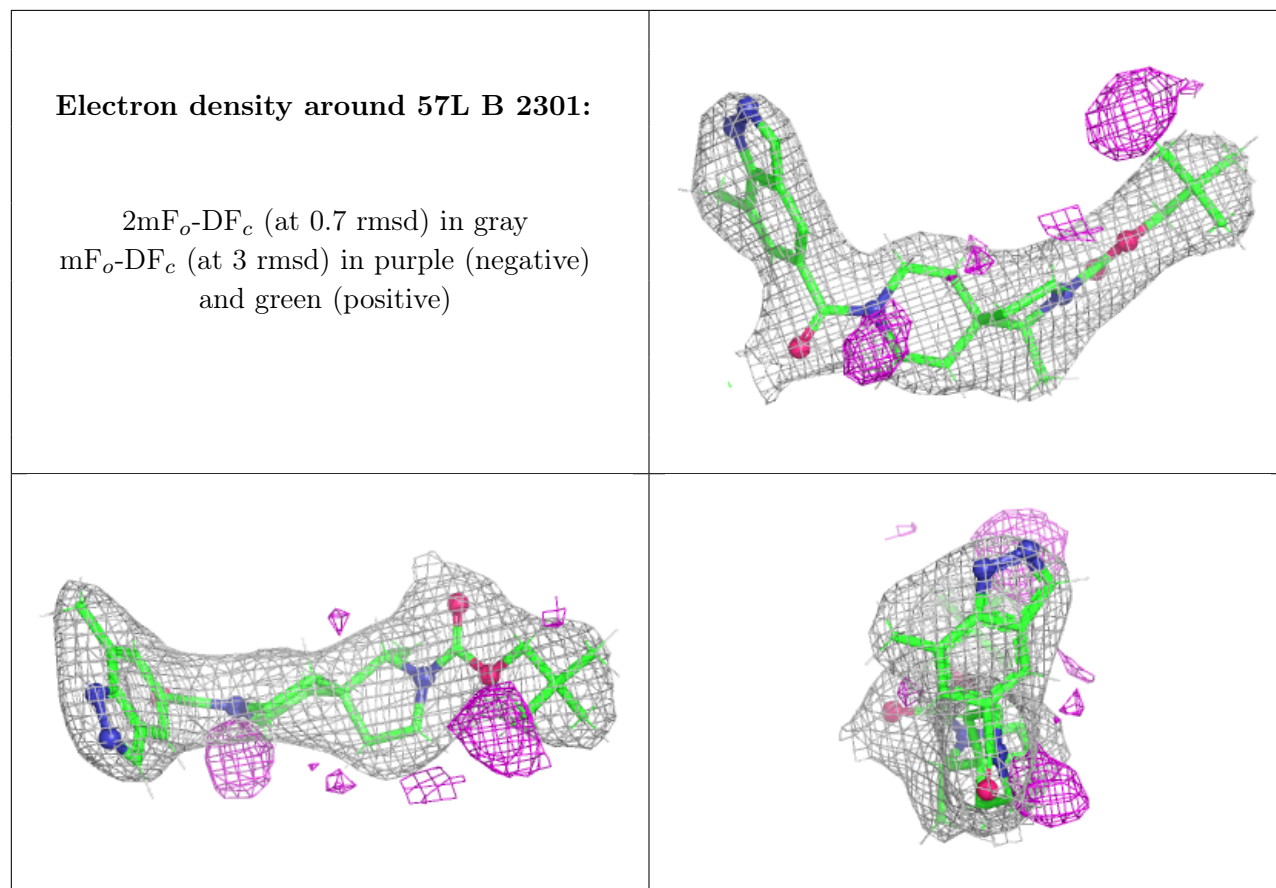 Electron density around 57L B 2301:
2mFo-DFc (at 0.7 rmsd) in gray
mFo-DFc (at 3 rmsd) in purple (negative)
and green (positive)